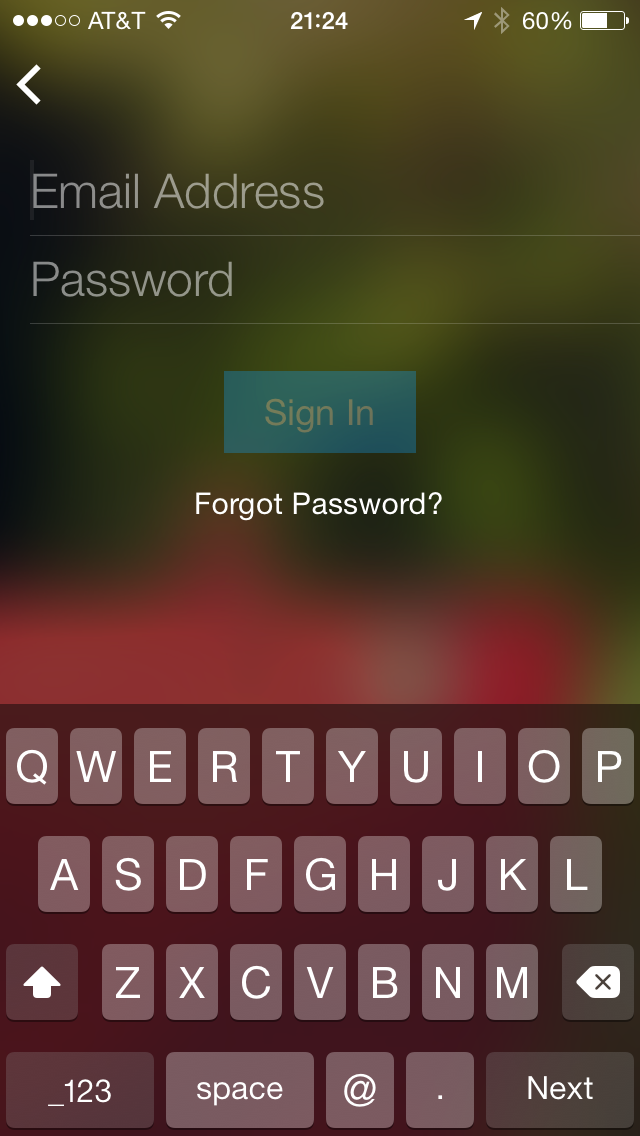 AT&T 21:24 60%
Email Address
Password
Sign In
Forgot Password?
Q W E R T Y U I O P
A S D F G H J K L
Z X C V B N M
_123 space @ . Next